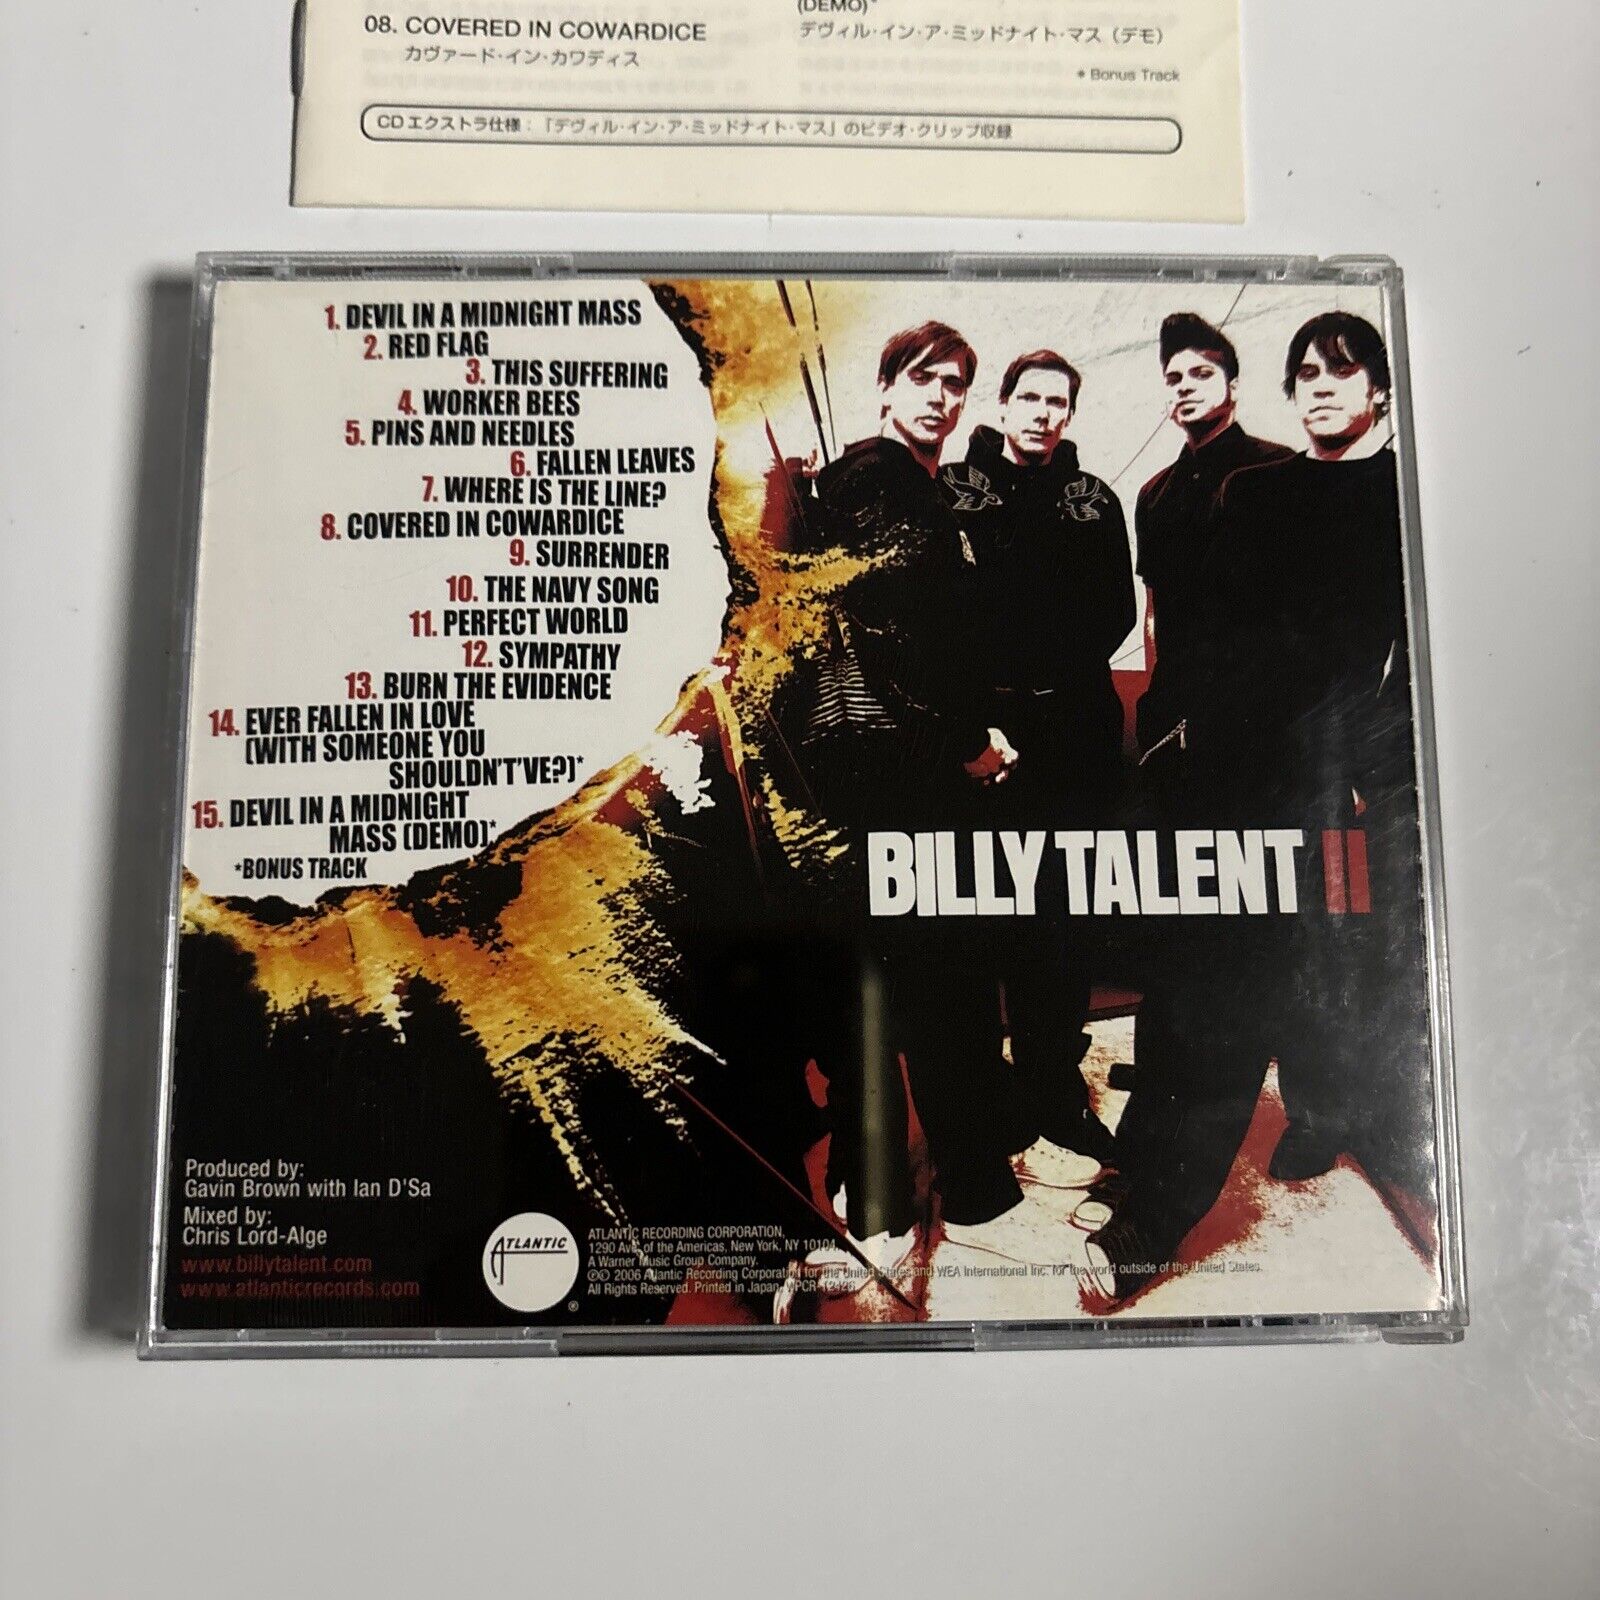 (DEMO)*
08. COVERED IN COWARDICE
カヴァード・イン・カワディス
デヴィル・イン・ア・ミッドナイト・マス（デモ）
* Bonus Track
CDエクストラ仕様：「デヴィル・イン・ア・ミッドナイト・マス」のビデオ・クリップ収録
1. DEVIL IN A MIDNIGHT MASS
2. RED FLAG
3. THIS SUFFERING
4. WORKER BEES
5. PINS AND NEEDLES
6. FALLEN LEAVES
7. WHERE IS THE LINE?
8. COVERED IN COWARDICE
9. SURRENDER
10. THE NAVY SONG
11. PERFECT WORLD
12. SYMPATHY
13. BURN THE EVIDENCE
14. EVER FALLEN IN LOVE
(WITH SOMEONE YOU
SHOULDN'T'VE?)*
15. DEVIL IN A MIDNIGHT
MASS (DEMO)*
*BONUS TRACK
BILLY TALENT ii
Produced by:
Gavin Brown with Ian D'Sa
Mixed by:
Chris Lord-Alge
www.billytalent.com
www.atlanticrecords.com
ATLANTIC
®
ATLANTIC RECORDING CORPORATION,
1290 Ave. of the Americas, New York, NY 10104.
A Warner Music Group Company.
℗© 2006 Atlantic Recording Corporation for the United States and WEA International Inc. for the world outside of the United States.
All Rights Reserved. Printed in Japan. WPCR-12426